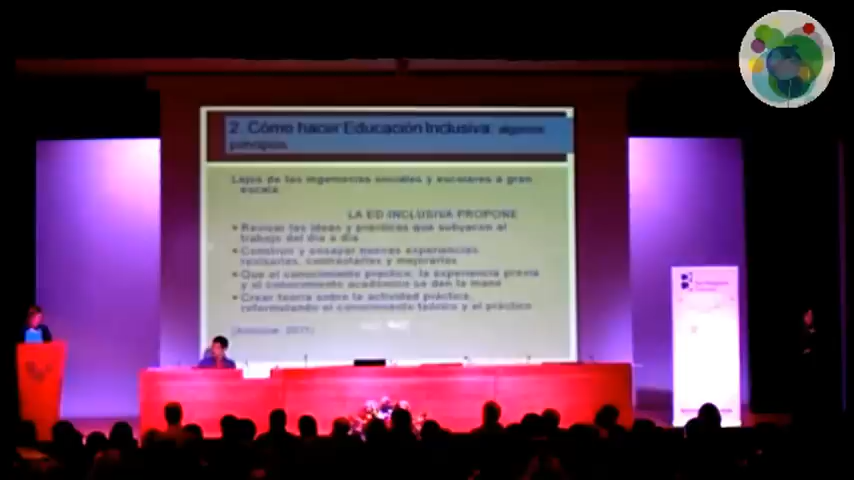 2. Cómo hacer Educación Inclusiva: algunos
principios
Lejos de las ingenierías sociales y escolares a gran
escala
LA ED INCLUSIVA PROPONE
Revisar las ideas y prácticas que subyacen al
trabajo del día a día
Construir y ensayar nuevas experiencias
revisarlas, contrastarlas y mejorarlas
Que el conocimiento práctico, la experiencia previa
y el conocimiento académico se den la mano
Crear teoría sobre la actividad práctica,
reformulando el conocimiento teórico y el práctico